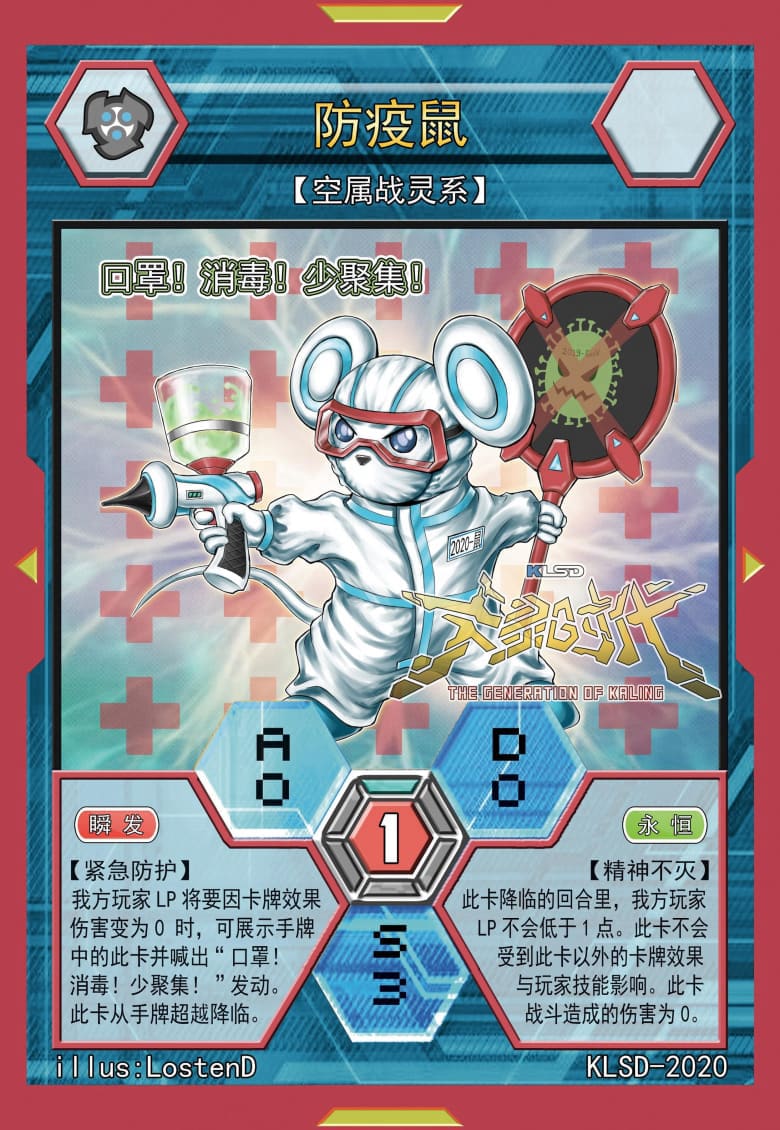 防疫鼠
【空属战灵系】
口罩！消毒！少聚集！
2019-nCoV
2020-鼠
KLSD
THE GENERATION OF KALING
A
0
D
0
1
S
3
瞬发
【紧急防护】
我方玩家LP将要因卡牌效果
伤害变为0时，可展示手牌
中的此卡并喊出“口罩！
消毒！少聚集！”发动。
此卡从手牌超越降临。
永恒
【精神不灭】
此卡降临的回合里，我方玩家
LP不会低于1点。此卡不会
受到此卡以外的卡牌效果
与玩家技能影响。此卡
战斗造成的伤害为0。
illus:LostenD
KLSD-2020